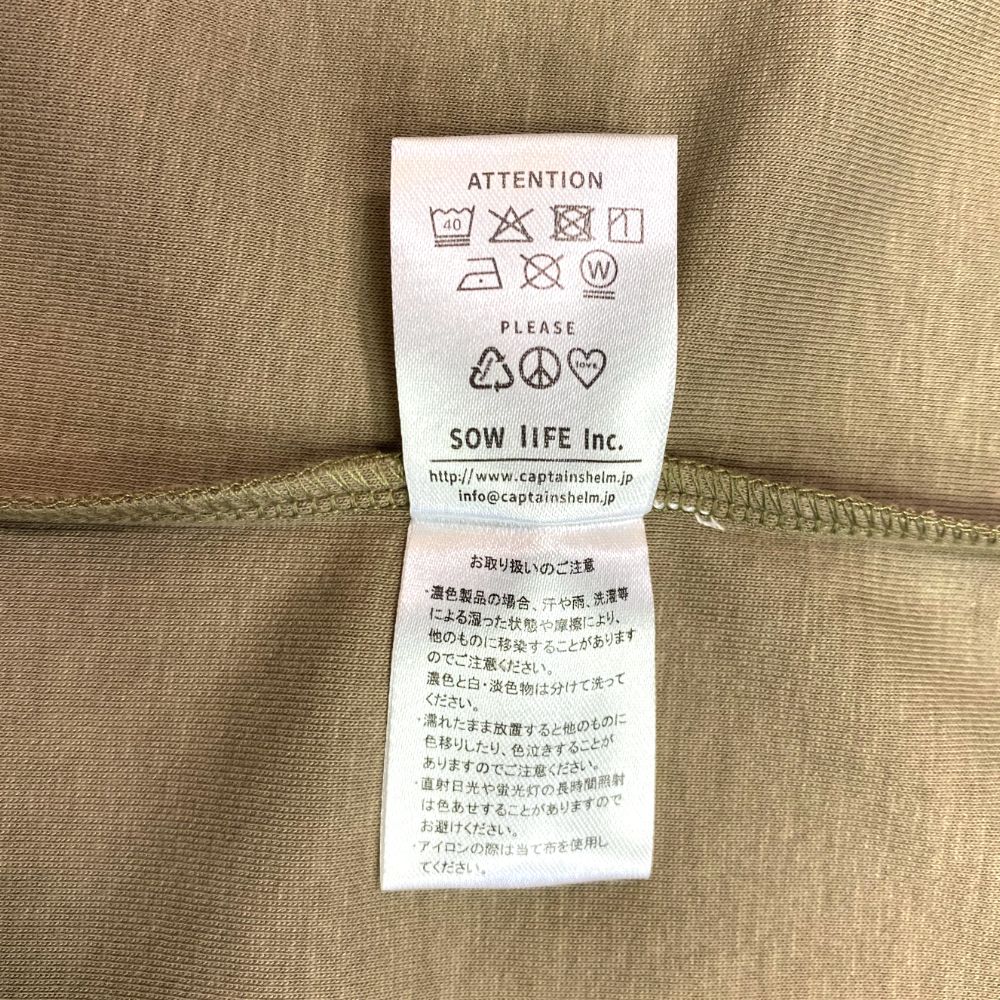 ATTENTION
40
W
PLEASE
love.
SOW lIFE Inc.
http://www.captainshelm.jp
info@captainshelm.jp
お取り扱いのご注意
・濃色製品の場合、汗や雨、洗濯等
による湿った状態や摩擦により、
他のものに移染することがあります
のでご注意ください。
濃色と白・淡色物は分けて洗って
ください。
・濡れたまま放置すると他のものに
色移りしたり、色泣きすることが
ありますのでご注意ください。
・直射日光や蛍光灯の長時間照射
は色あせすることがありますので
お避けください。
・アイロンの際は当て布を使用し
てください。